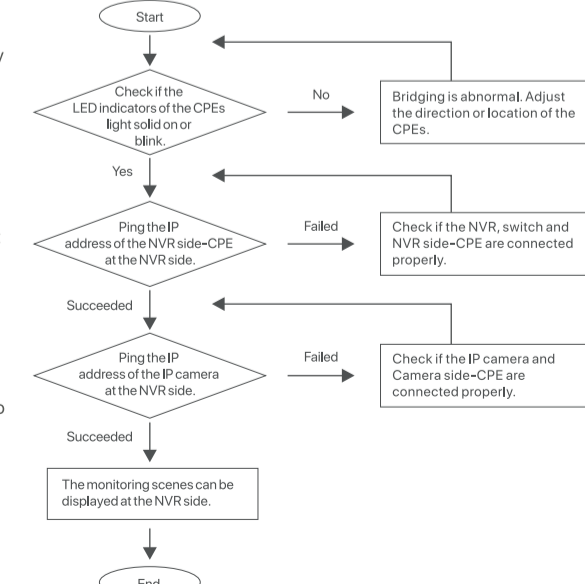 Start
Check if the
LED indicators of the CPEs
light solid on or
blink.
No
Bridging is abnormal. Adjust
the direction or location of the
CPEs.
Yes
Ping the IP
address of the NVR side-CPE
at the NVR side.
Failed
Check if the NVR, switch and
NVR side-CPE are connected
properly.
Succeeded
Ping the IP
address of the IP camera
at the NVR side.
Failed
Check if the IP camera and
Camera side-CPE are
connected properly.
Succeeded
The monitoring scenes can be
displayed at the NVR side.
End